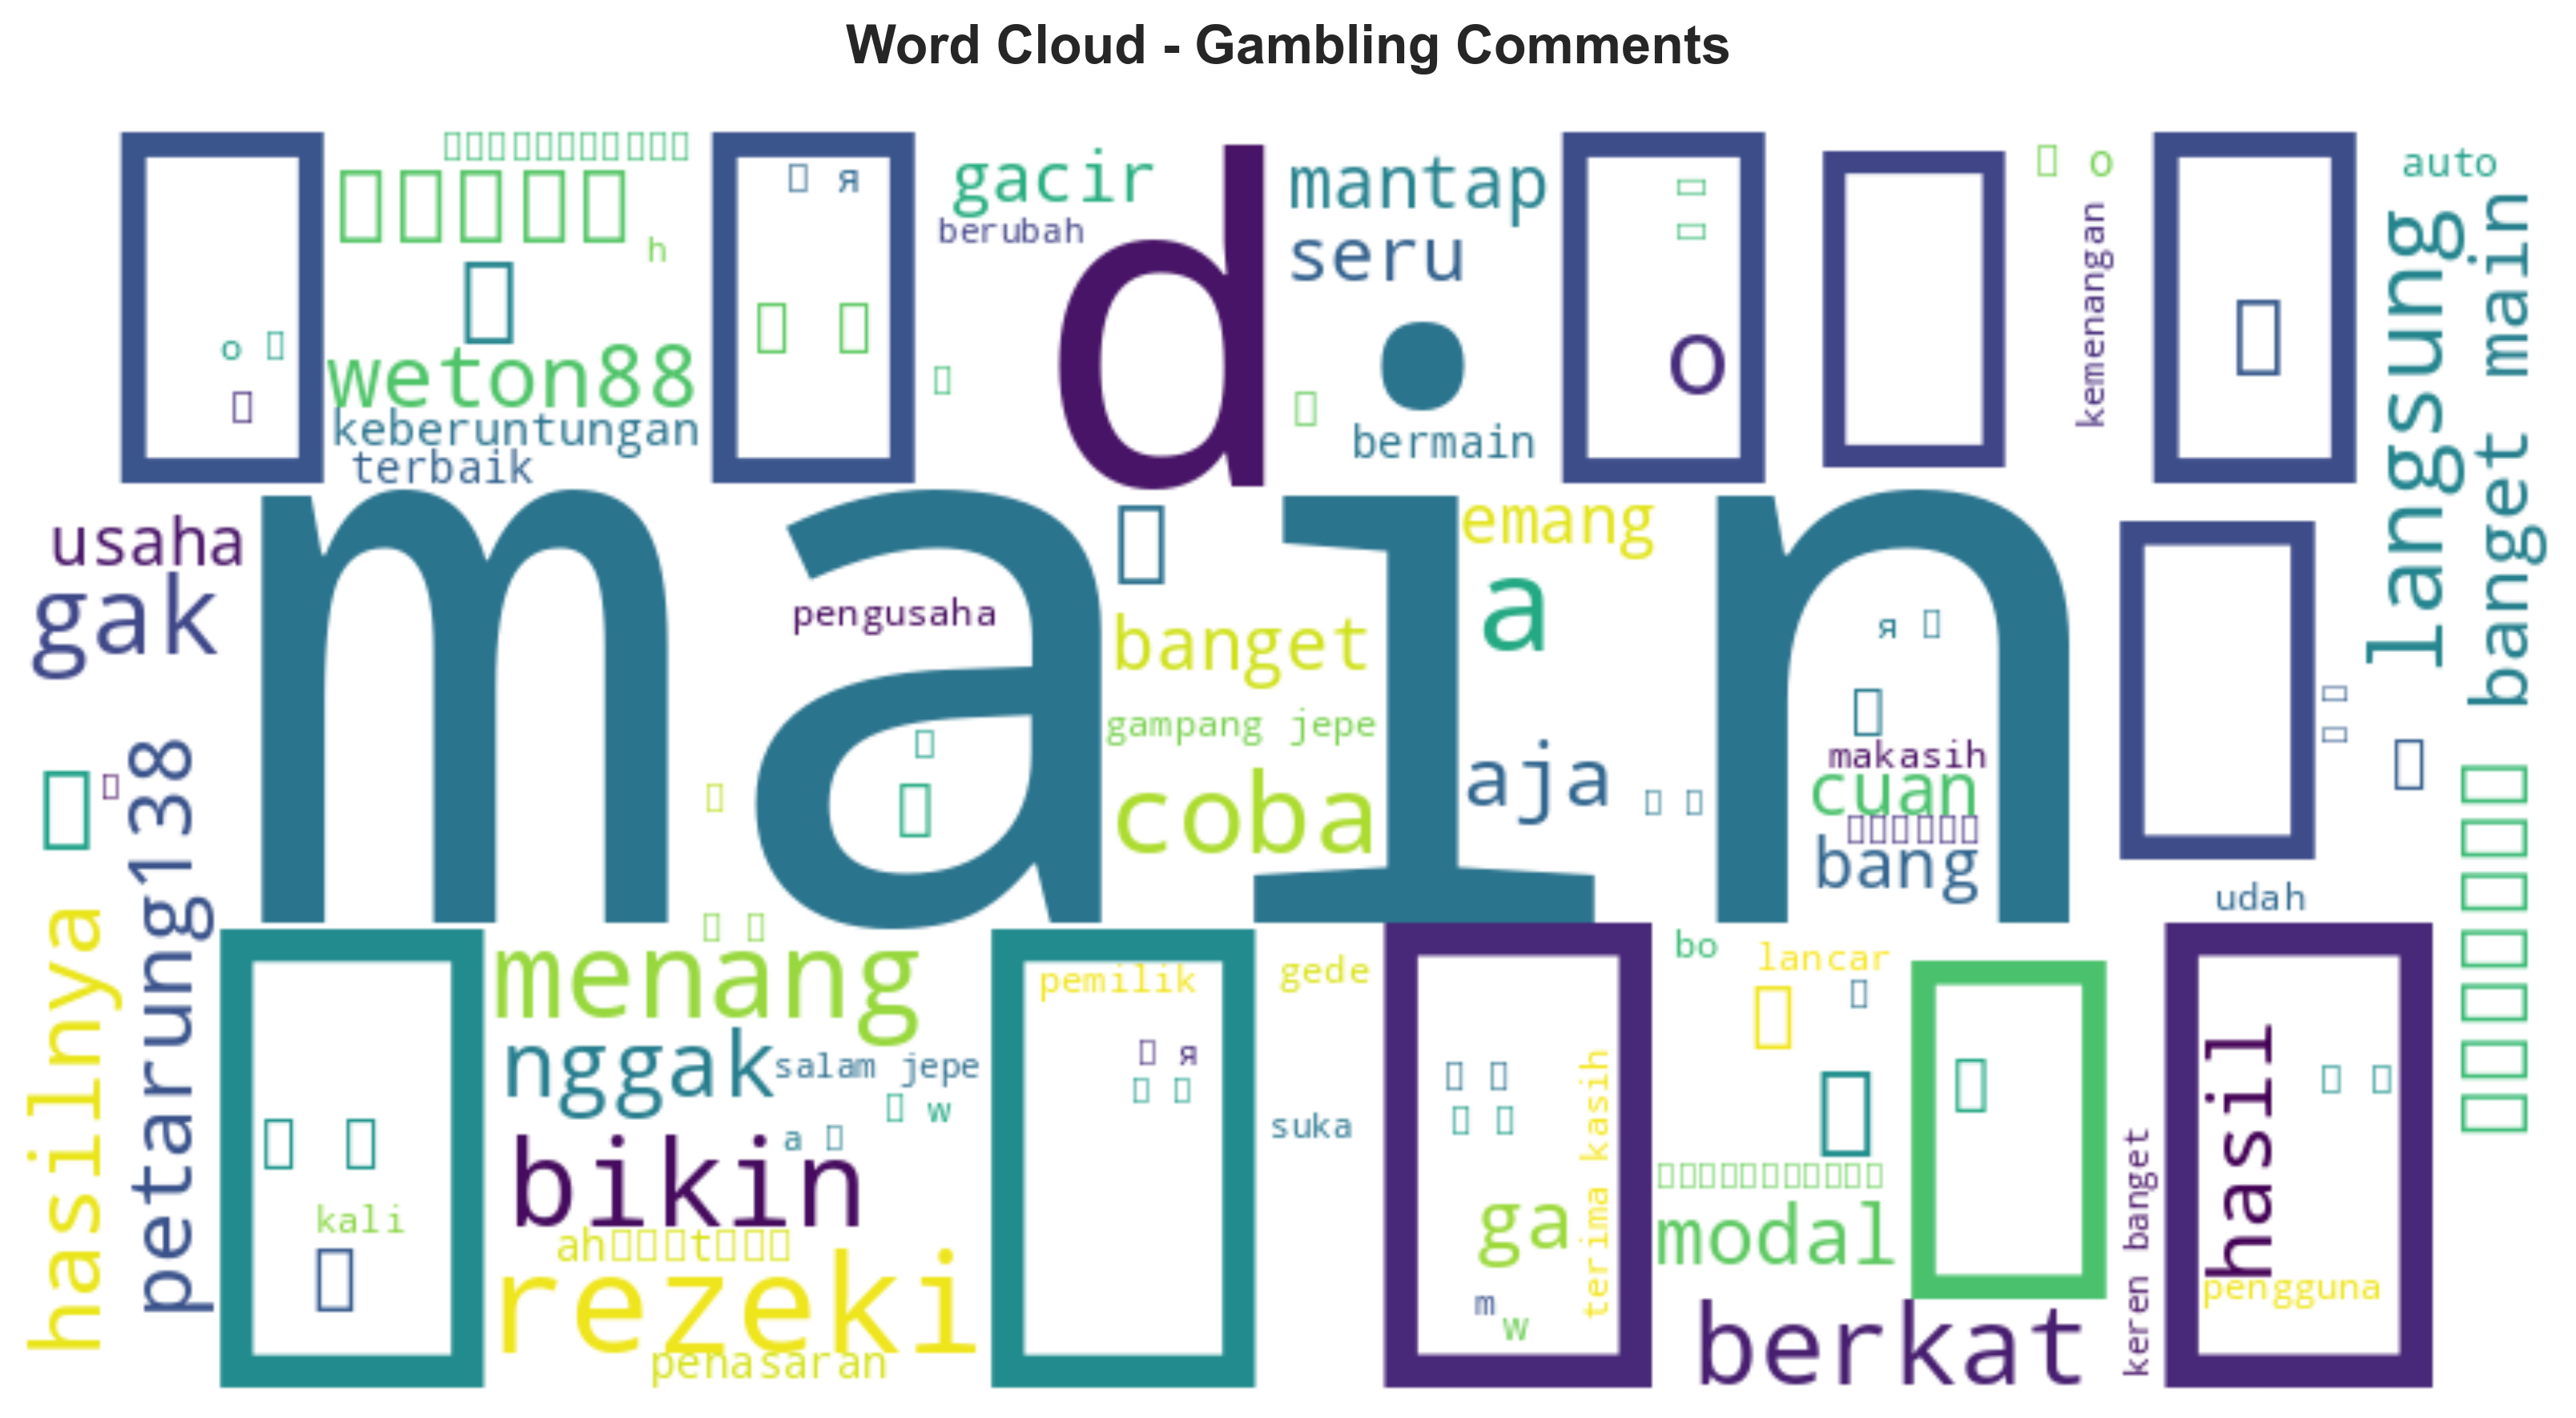 Word Cloud - Gambling Comments
gacir
mantap
auto
berubah
seru
h
o
o
d
●
o
kemenangan
langsung
banget main
weton88
keberuntungan
terbaik
bermain
я
main
usaha
gak
emang
a
pengusaha
banget
я
gampang jepe
aja
makasih
cuan
coba
bang
udah
petarung138
hasilnya
menang
pemilik
gede
bo
lancar
nggak
salam jepe
я
w
a
suka
terima kasih
bikin
kali
ga
modal
hasil
keren banget
pengguna
rezeki
m
w
penasaran
berkat